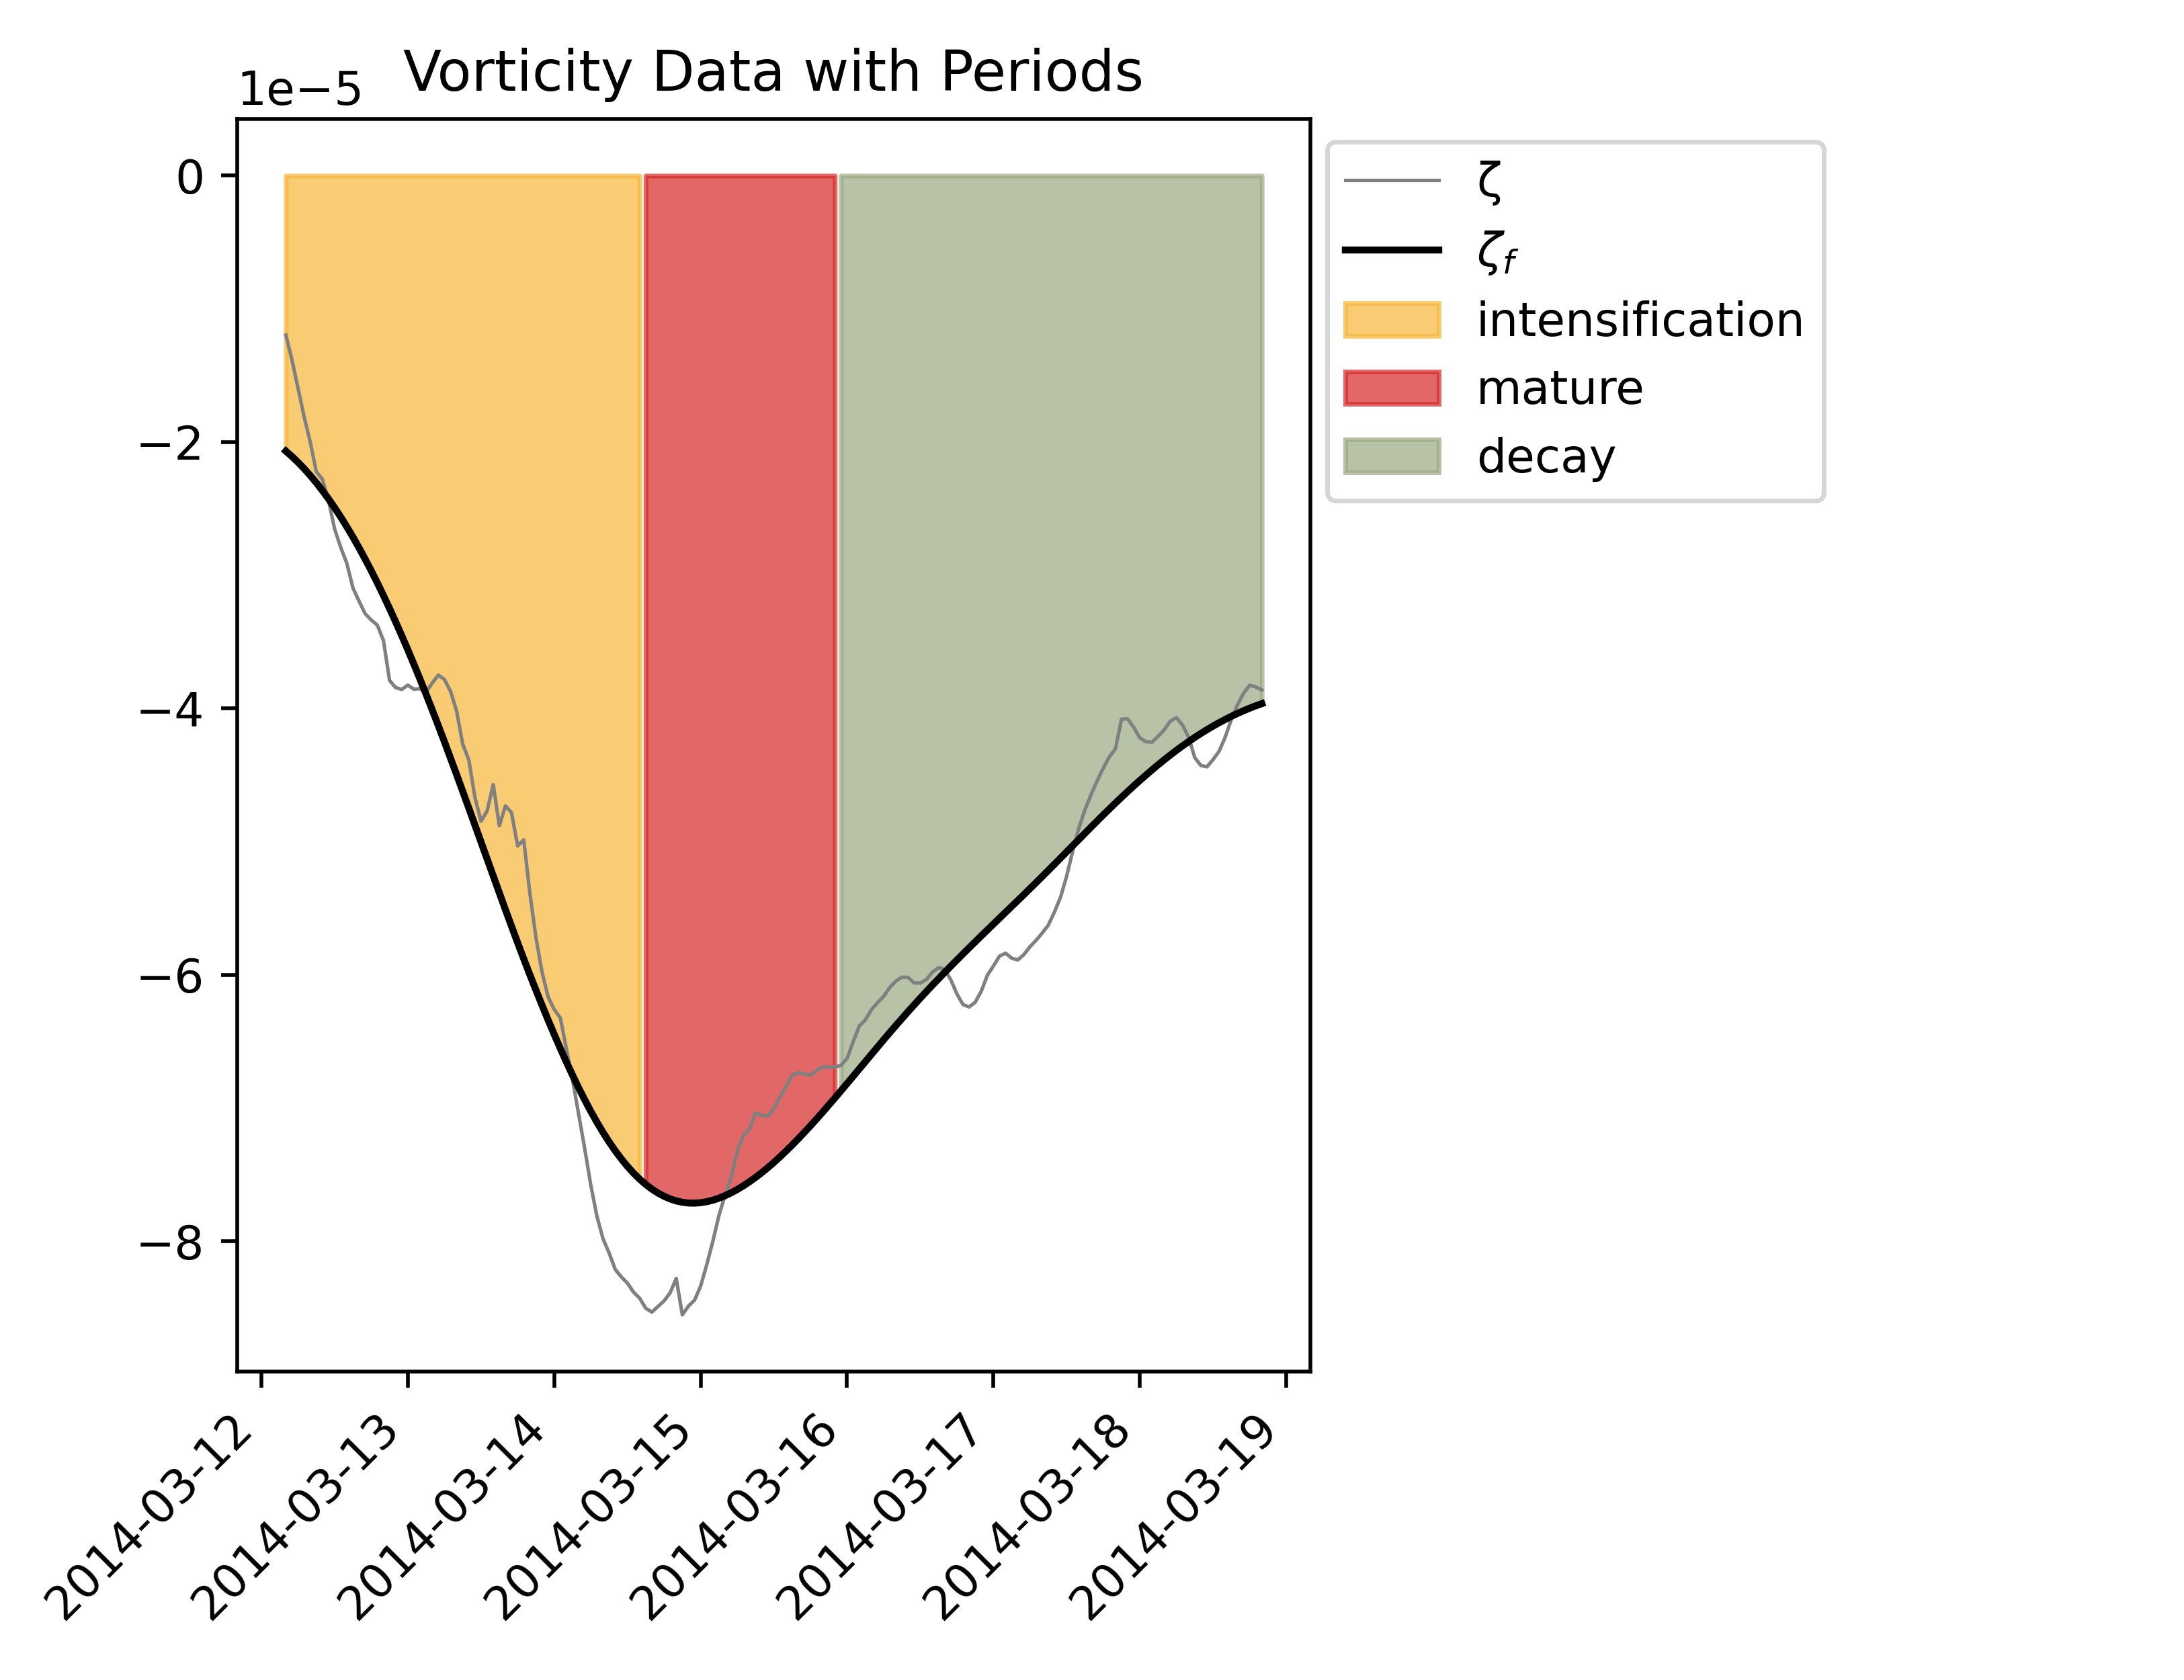 Vorticity Data with Periods
1e−5
0
−2
−4
−6
−8
2014-03-12
2014-03-13
2014-03-14
2014-03-15
2014-03-16
2014-03-17
2014-03-18
2014-03-19
ζ
ζf
intensification
mature
decay